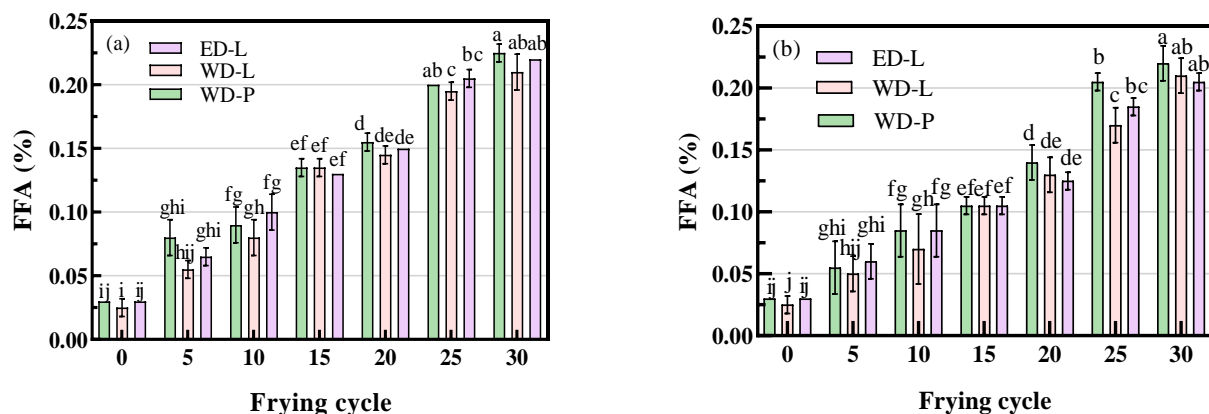 (a)
ED-L
WD-L
WD-P
FFA (%)
0.25
0.20
0.15
0.10
0.05
0.00
ij i ij
ghi hij ghi
fg gh fg
ef ef ef
d de de
ab c bc
a ab ab
0 5 10 15 20 25 30
Frying cycle
(b)
ED-L
WD-L
WD-P
FFA (%)
0.25
0.20
0.15
0.10
0.05
0.00
ij j ij
ghi hij ghi
fg gh fg
ef ef ef
d de de
b c bc
a ab ab
0 5 10 15 20 25 30
Frying cycle